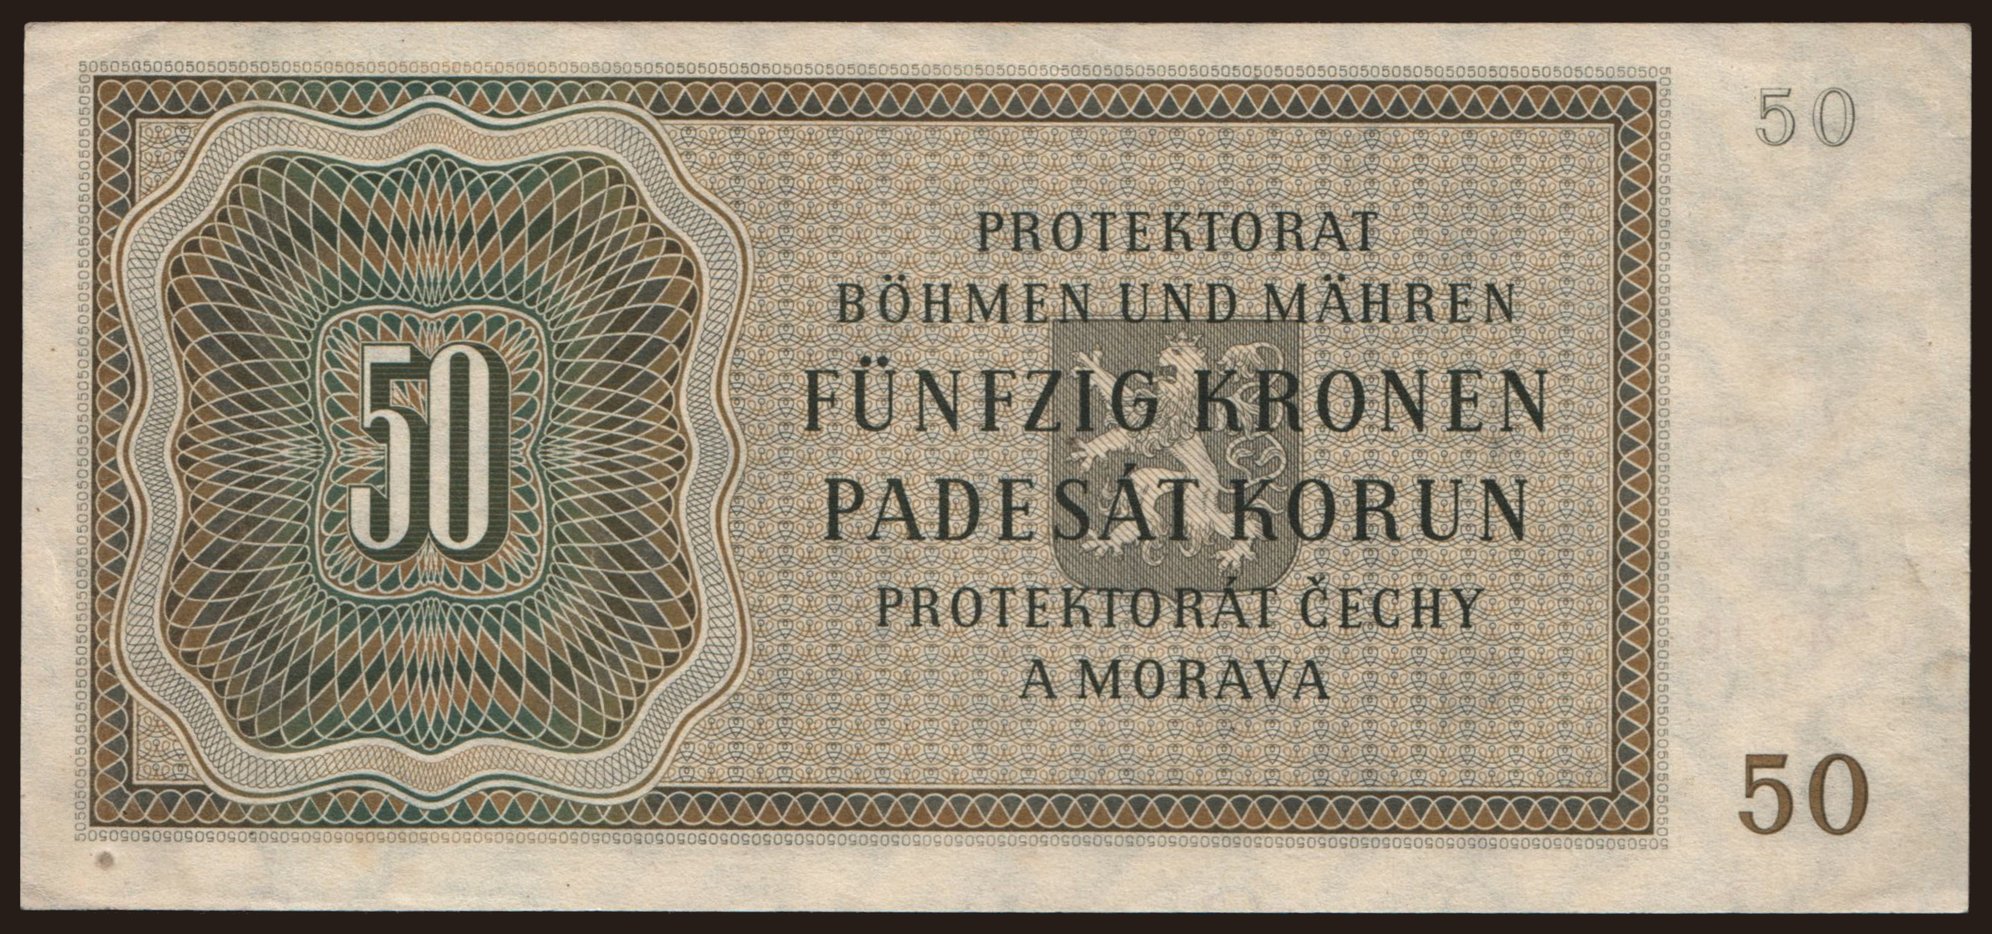 50
PROTEKTORAT
BÖHMEN UND MÄHREN
50
FÜNFZIG KRONEN
PADESÁT KORUN
PROTEKTORÁT ČECHY
A MORAVA
50